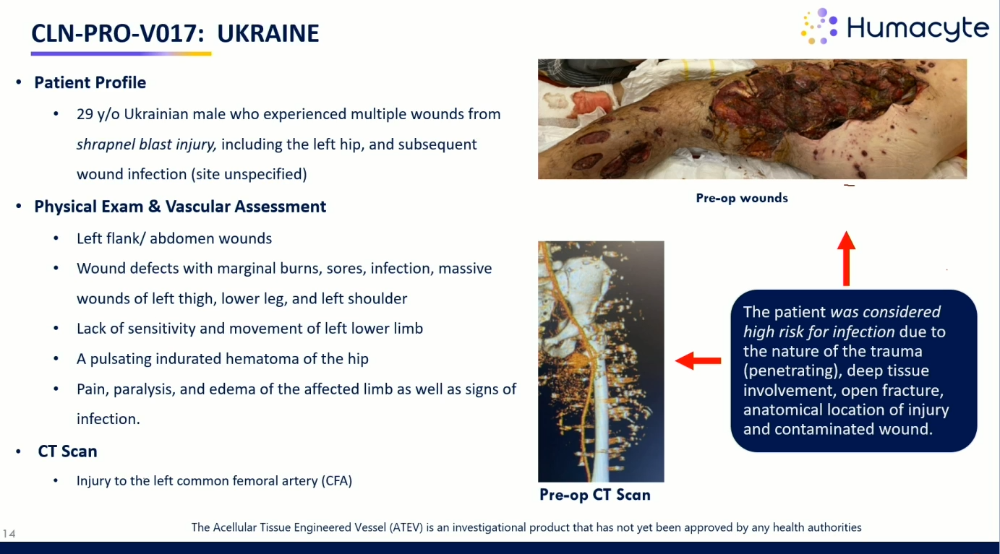 CLN-PRO-V017: UKRAINE
Humacyte
• Patient Profile
• 29 y/o Ukrainian male who experienced multiple wounds from
shrapnel blast injury, including the left hip, and subsequent
wound infection (site unspecified)
• Physical Exam & Vascular Assessment
• Left flank/ abdomen wounds
• Wound defects with marginal burns, sores, infection, massive
wounds of left thigh, lower leg, and left shoulder
• Lack of sensitivity and movement of left lower limb
• A pulsating indurated hematoma of the hip
• Pain, paralysis, and edema of the affected limb as well as signs of
infection.
• CT Scan
• Injury to the left common femoral artery (CFA)
Pre-op wounds
Pre-op CT Scan
The patient was considered
high risk for infection due to
the nature of the trauma
(penetrating), deep tissue
involvement, open fracture,
anatomical location of injury
and contaminated wound.
The Acellular Tissue Engineered Vessel (ATEV) is an investigational product that has not yet been approved by any health authorities
14